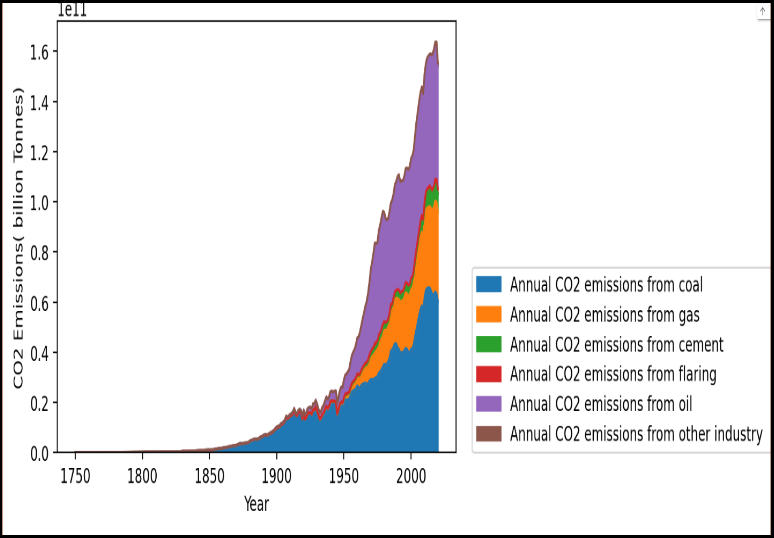 1e11
1.6
1.4
1.2
1.0
0.8
0.6
0.4
0.2
0.0
CO2 Emissions( billion Tonnes)
1750 1800 1850 1900 1950 2000
Year
Annual CO2 emissions from coal
Annual CO2 emissions from gas
Annual CO2 emissions from cement
Annual CO2 emissions from flaring
Annual CO2 emissions from oil
Annual CO2 emissions from other industry